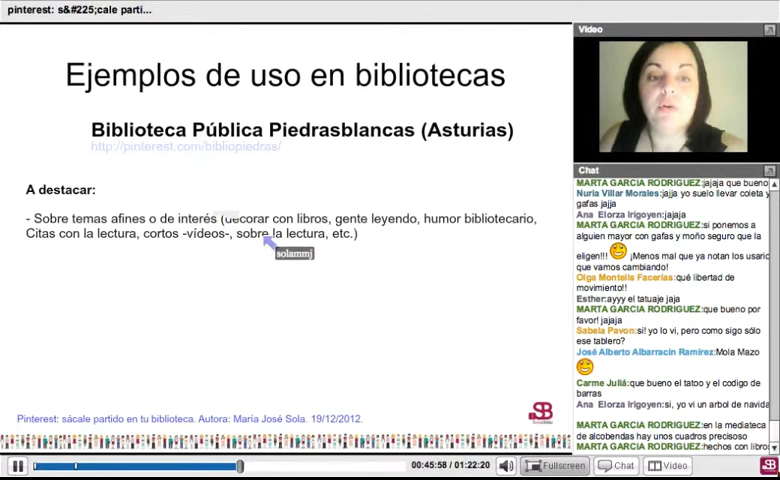 pinterest: s&#225;cale parti...
Ejemplos de uso en bibliotecas
Biblioteca Pública Piedrasblancas (Asturias)
http://pinterest.com/bibliopiedras/
A destacar:
- Sobre temas afines o de interés (decorar con libros, gente leyendo, humor bibliotecario,
Citas con la lectura, cortos -vídeos-, sobre la lectura, etc.)
solammj
Pinterest: sácale partido en tu biblioteca. Autora: María José Sola. 19/12/2012.
SB
Video
Chat
MARTA GARCIA RODRIGUEZ:jajaja que bueno
Nuria Villar Morales:jajja yo suelo llevar coleta y
gafas jajja
Ana Elorza Irigoyen:jajaja
MARTA GARCIA RODRIGUEZ:si ponemos a
alguien mayor con gafas y moño seguro que la
eligen!!! ¡Menos mal que ya notan los usario
que vamos cambiando!
Olga Montells Facerías:qué libertad de
movimiento!!
Esther:ayyy el tatuaje jaja
MARTA GARCIA RODRIGUEZ:que bueno por
favor! jajaja
Sabela Pavon:si! yo lo vi, pero como sigo sólo
ese tablero?
José Alberto Albarracín Ramírez:Mola Mazo
Carme Juliá:que bueno el tatoo y el codigo de
barras
Ana Elorza Irigoyen:si, yo vi un arbol de navida
MARTA GARCIA RODRIGUEZ:en la mediateca
de alcobendas hay unos cuadros precisoso
MARTA GARCIA RODRIGUEZ:hechos con libros
00:45:58 / 01:22:20
Fullscreen
Chat
Video
SB